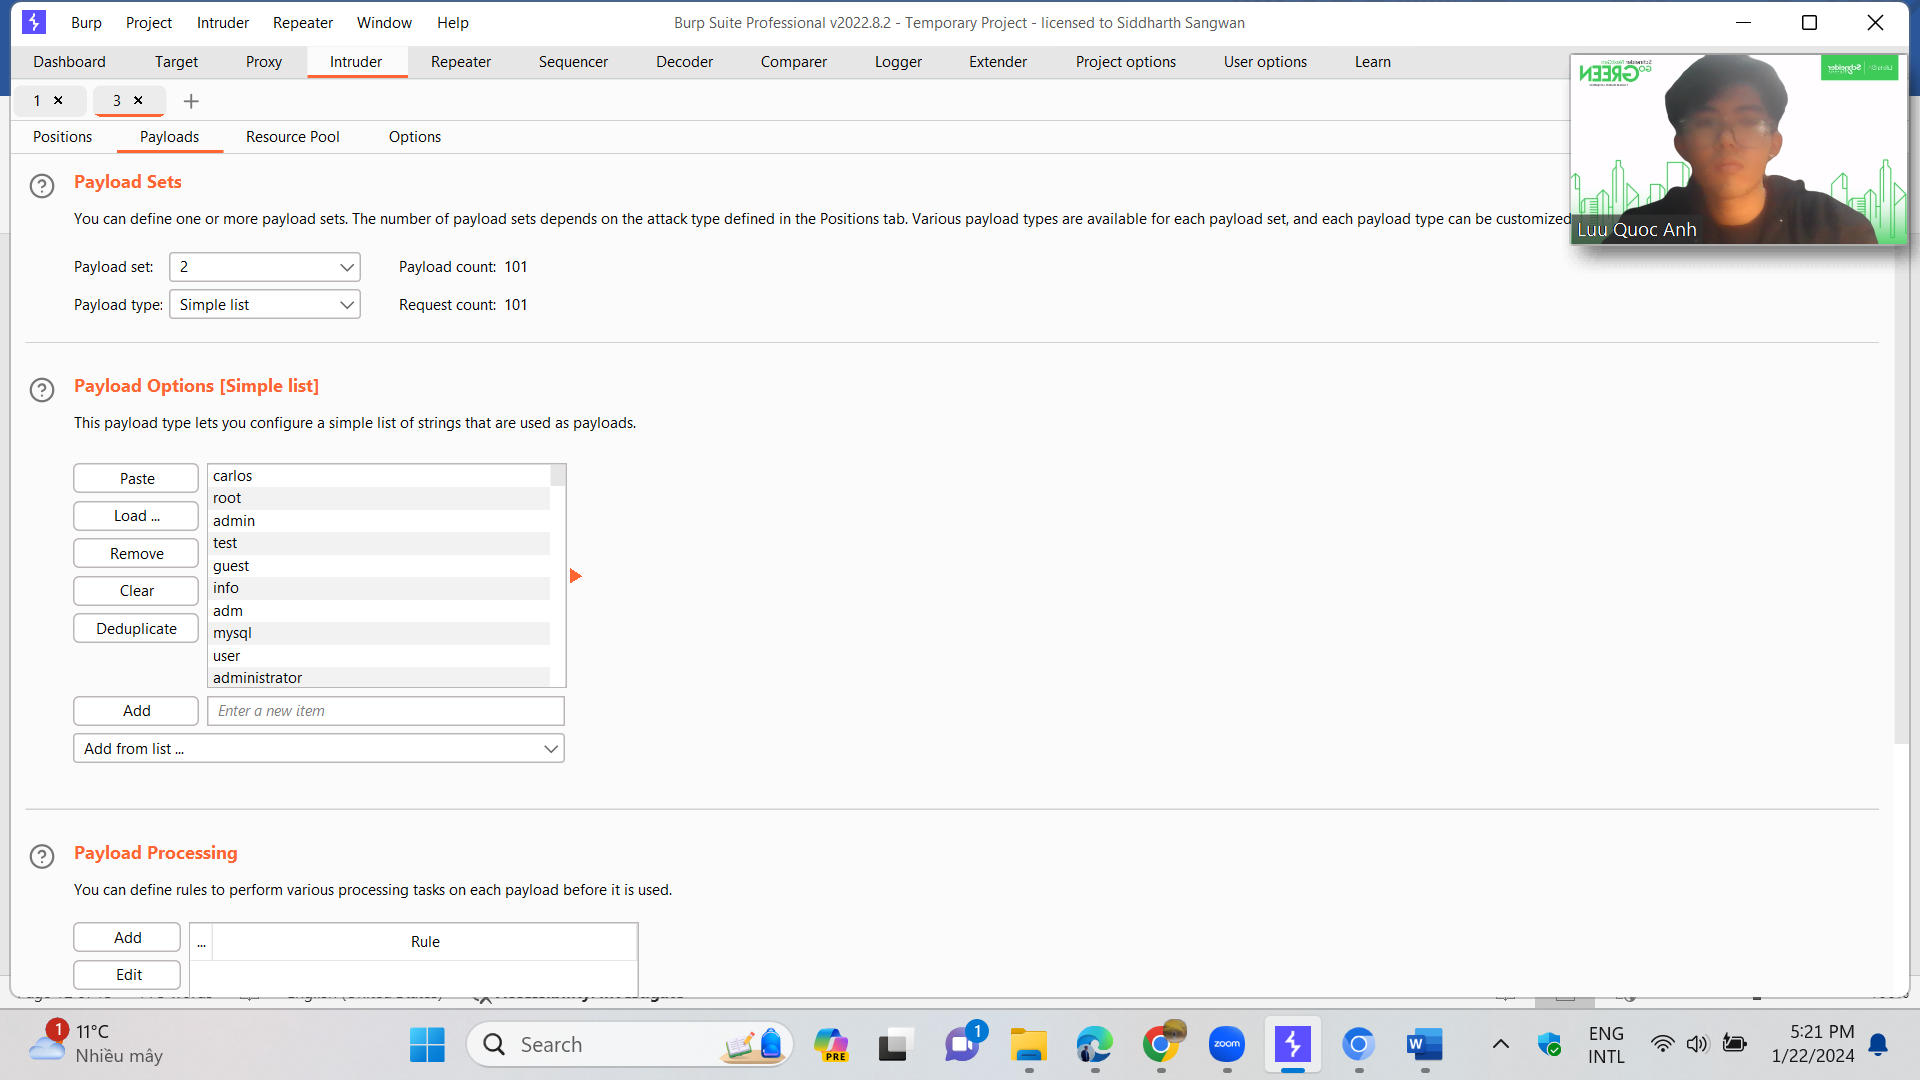 Burp Project Intruder Repeater Window Help
Burp Suite Professional v2022.8.2 - Temporary Project - licensed to Siddharth Sangwan
Dashboard Target Proxy Intruder Repeater Sequencer Decoder Comparer Logger Extender Project options User options Learn
1 × 3 × +
Positions Payloads Resource Pool Options
GO GREEN
Schneider
Luu Quoc Anh
Payload Sets
You can define one or more payload sets. The number of payload sets depends on the attack type defined in the Positions tab. Various payload types are available for each payload set, and each payload type can be customized
Payload set: 2 Payload count: 101
Payload type: Simple list Request count: 101
Payload Options [Simple list]
This payload type lets you configure a simple list of strings that are used as payloads.
Paste
Load ...
Remove
Clear
Deduplicate
carlos
root
admin
test
guest
info
adm
mysql
user
administrator
Add Enter a new item
Add from list ...
Payload Processing
You can define rules to perform various processing tasks on each payload before it is used.
Add
Edit
... Rule
1 11°C
Nhiều mây
Search
PRE
1
zoom
W
ENG
INTL
5:21 PM
1/22/2024